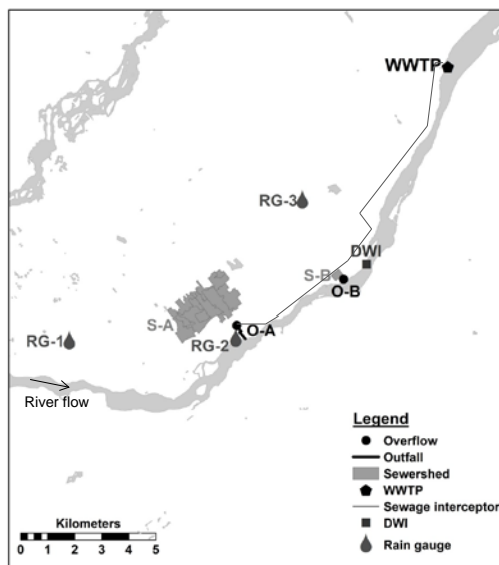 WWTP
RG-3
DWI
S-B
O-B
S-A
O-A
RG-1
RG-2
River flow
Legend
Overflow
Outfall
Sewershed
WWTP
Sewage interceptor
DWI
Rain gauge
Kilometers
0 1 2 3 4 5